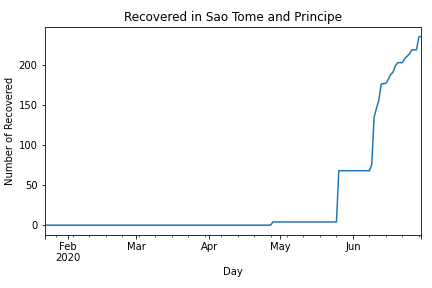 Recovered in Sao Tome and Principe
Number of Recovered
200
150
100
50
0
Feb
2020
Mar
Apr
May
Jun
Day